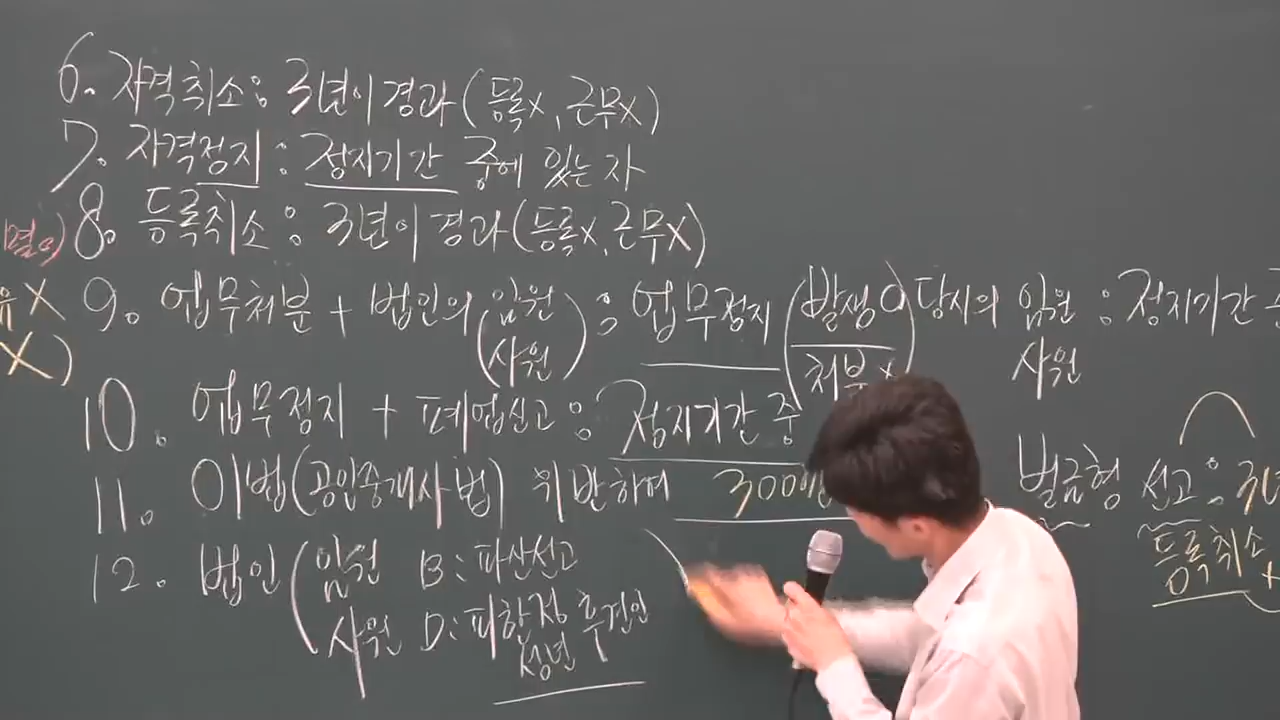 6. 자격취소: 3년이 경과(등록X, 근무X)
7. 자격정지 : 정지기간 중에 있는 자
8. 등록취소 : 3년이 경과(등록X, 근무X)
X 9. 업무처분 + 법인의 (임원 사원) : 업무정지 (발생 당시의 임원 사원 : 정지기간
X)
10. 업무정지 + 폐업신고 : 정지기간 중
11. 이법(공인중개사법) 위반하여 300 벌금형 선고: 3
등록취소
12. 법인 (임원 B : 파산선고
사원 D : 피한정 후견인
성년